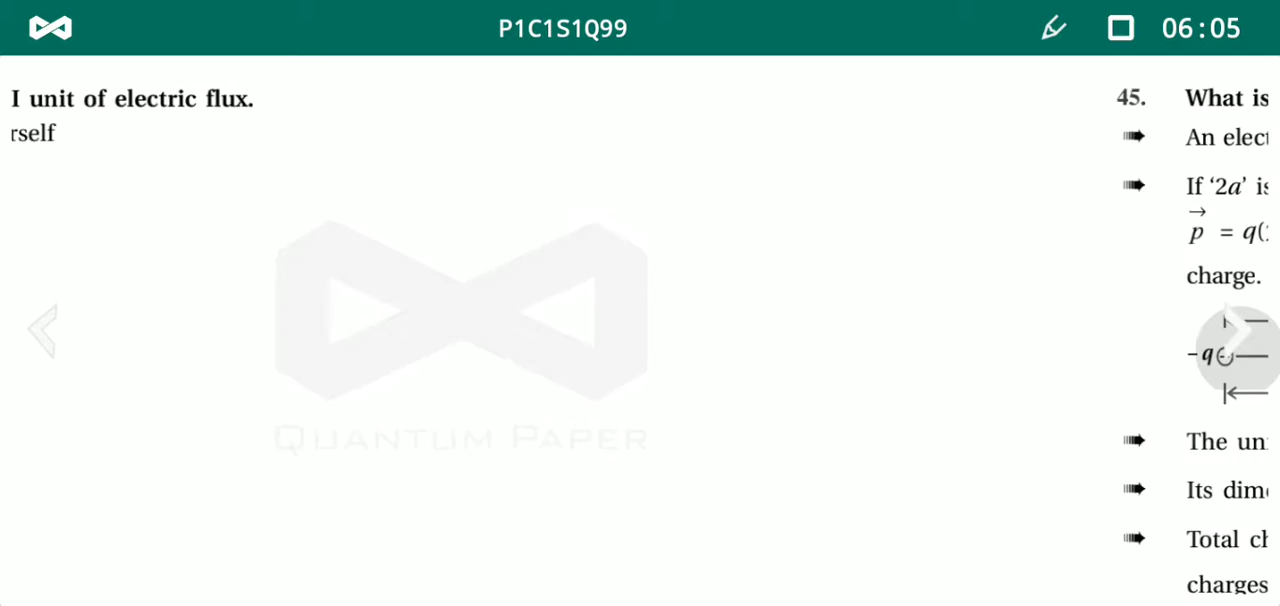 P1C1S1Q99
06:05
I unit of electric flux.
rself
45. What is
An elec
If ‘2a’ is
p = q(
charge.
-q
The un
Its dim
Total ch
charges
QUANTUM PAPER